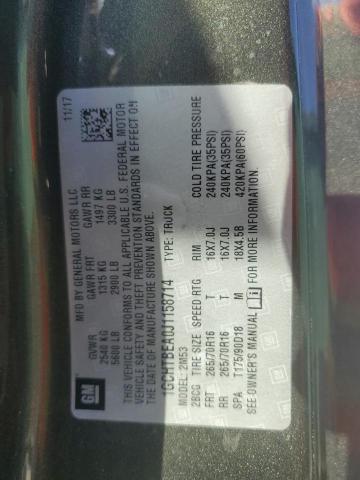 GM
11/17
MFD BY GENERAL MOTORS LLC
GVWR GAWR FRT GAWR RR
2540 KG 1315 KG 1497 KG
5600 LB 2900 LB 3300 LB
THIS VEHICLE CONFORMS TO ALL APPLICABLE U.S. FEDERAL MOTOR
VEHICLE SAFETY AND THEFT PREVENTION STANDARDS IN EFFECT ON
THE DATE OF MANUFACTURE SHOWN ABOVE.
1GCHTBEA0J1158714 TYPE: TRUCK
MODEL: 2M53
2BCG TIRE SIZE SPEED RTG RIM COLD TIRE PRESSURE
FRT 265/70R16 T 16X7.0J 240KPA(35PSI)
RR 265/70R16 T 16X7.0J 240KPA(35PSI)
SPA T175/90D18 M 18X4.5B 420KPA(60PSI)
SEE OWNER'S MANUAL i FOR MORE INFORMATION.